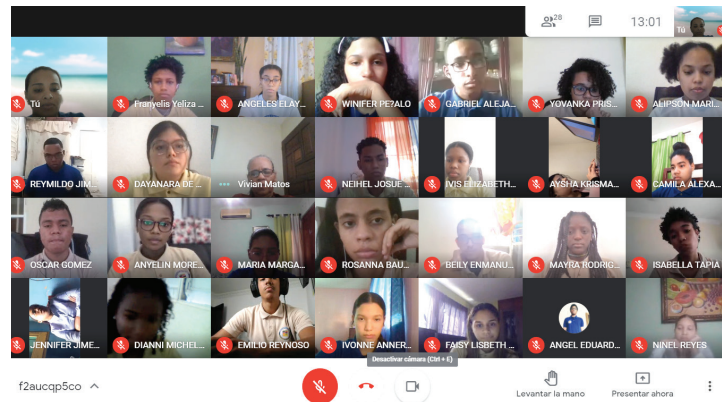 28
13:01
Tú
Tú
Franyelis Yeliza ...
ANGELES ELAY...
WINIFER PE?ALO
GABRIEL ALEJA...
YOVANKA PRIS...
ALIPSON MARI...
REYMILDO JIM...
DAYANARA DE ...
Vivian Matos
NEIHEL JOSUE ...
IVIS ELIZABETH...
AYSHA KRISMA...
CAMILA ALEXA...
OSCAR GOMEZ
ANYELIN MORE...
MARIA MARGA...
ROSANNA BAU...
BEILY ENMANU...
MAYRA RODRIG...
ISABELLA TAPIA
JENNIFER JIME...
DIANNI MICHEL...
EMILIO REYNOSO
IVONNE ANNER...
FAISY LISBETH ...
ANGEL EDUARD...
NINEL REYES
Desactivar cámara (Ctrl + E)
f2aucqp5co
Levantar la mano
Presentar ahora